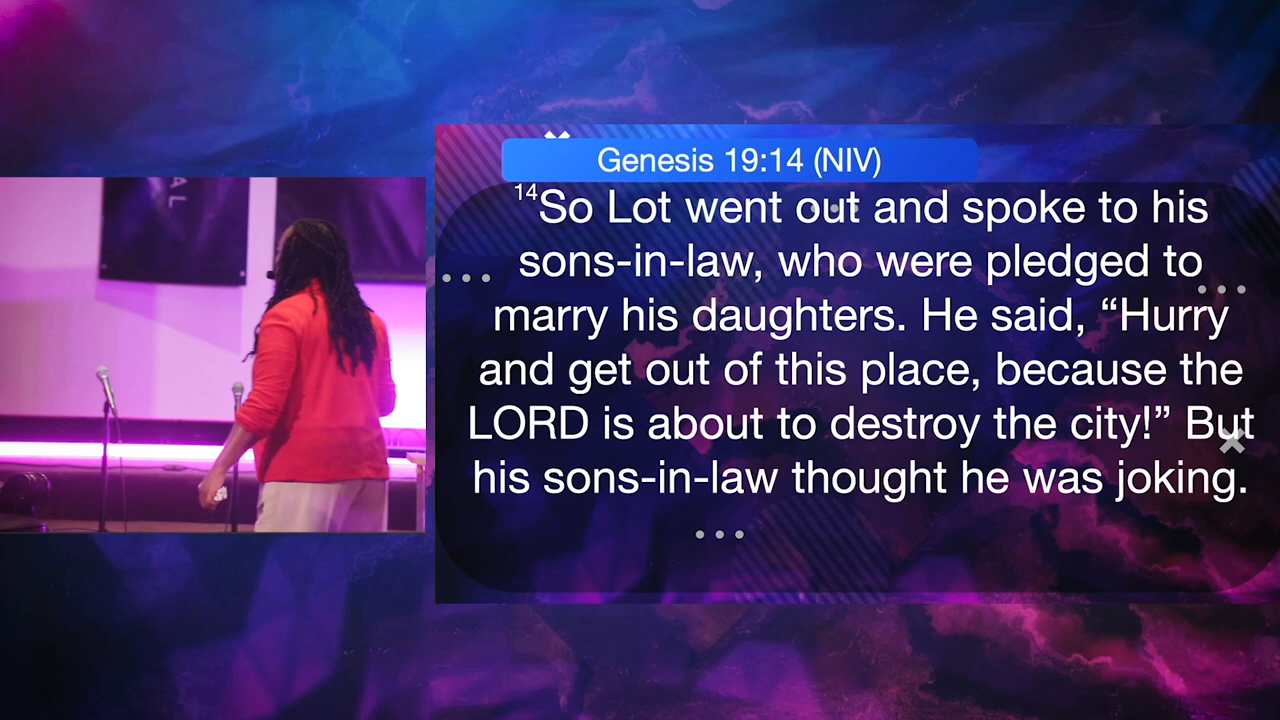 AL
Genesis 19:14 (NIV)
14So Lot went out and spoke to his
sons-in-law, who were pledged to
marry his daughters. He said, “Hurry
and get out of this place, because the
LORD is about to destroy the city!” But
his sons-in-law thought he was joking.